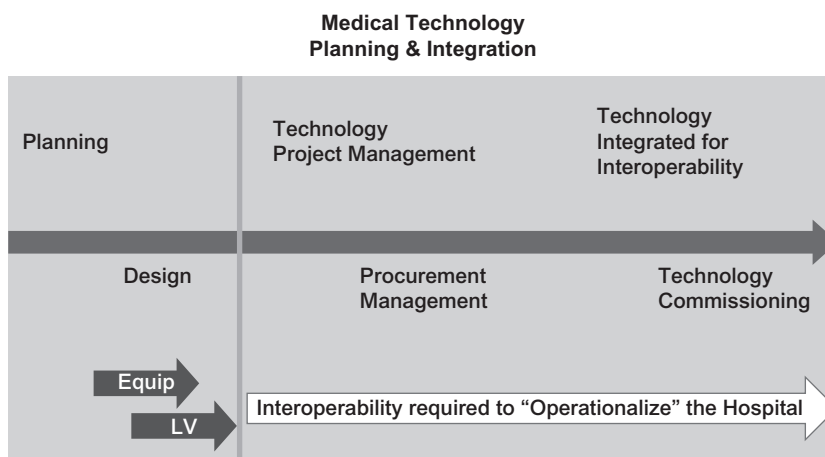 Medical Technology
Planning & Integration
Planning
Technology
Project Management
Technology
Integrated for
Interoperability
Design
Procurement
Management
Technology
Commissioning
Equip
LV
Interoperability required to “Operationalize” the Hospital